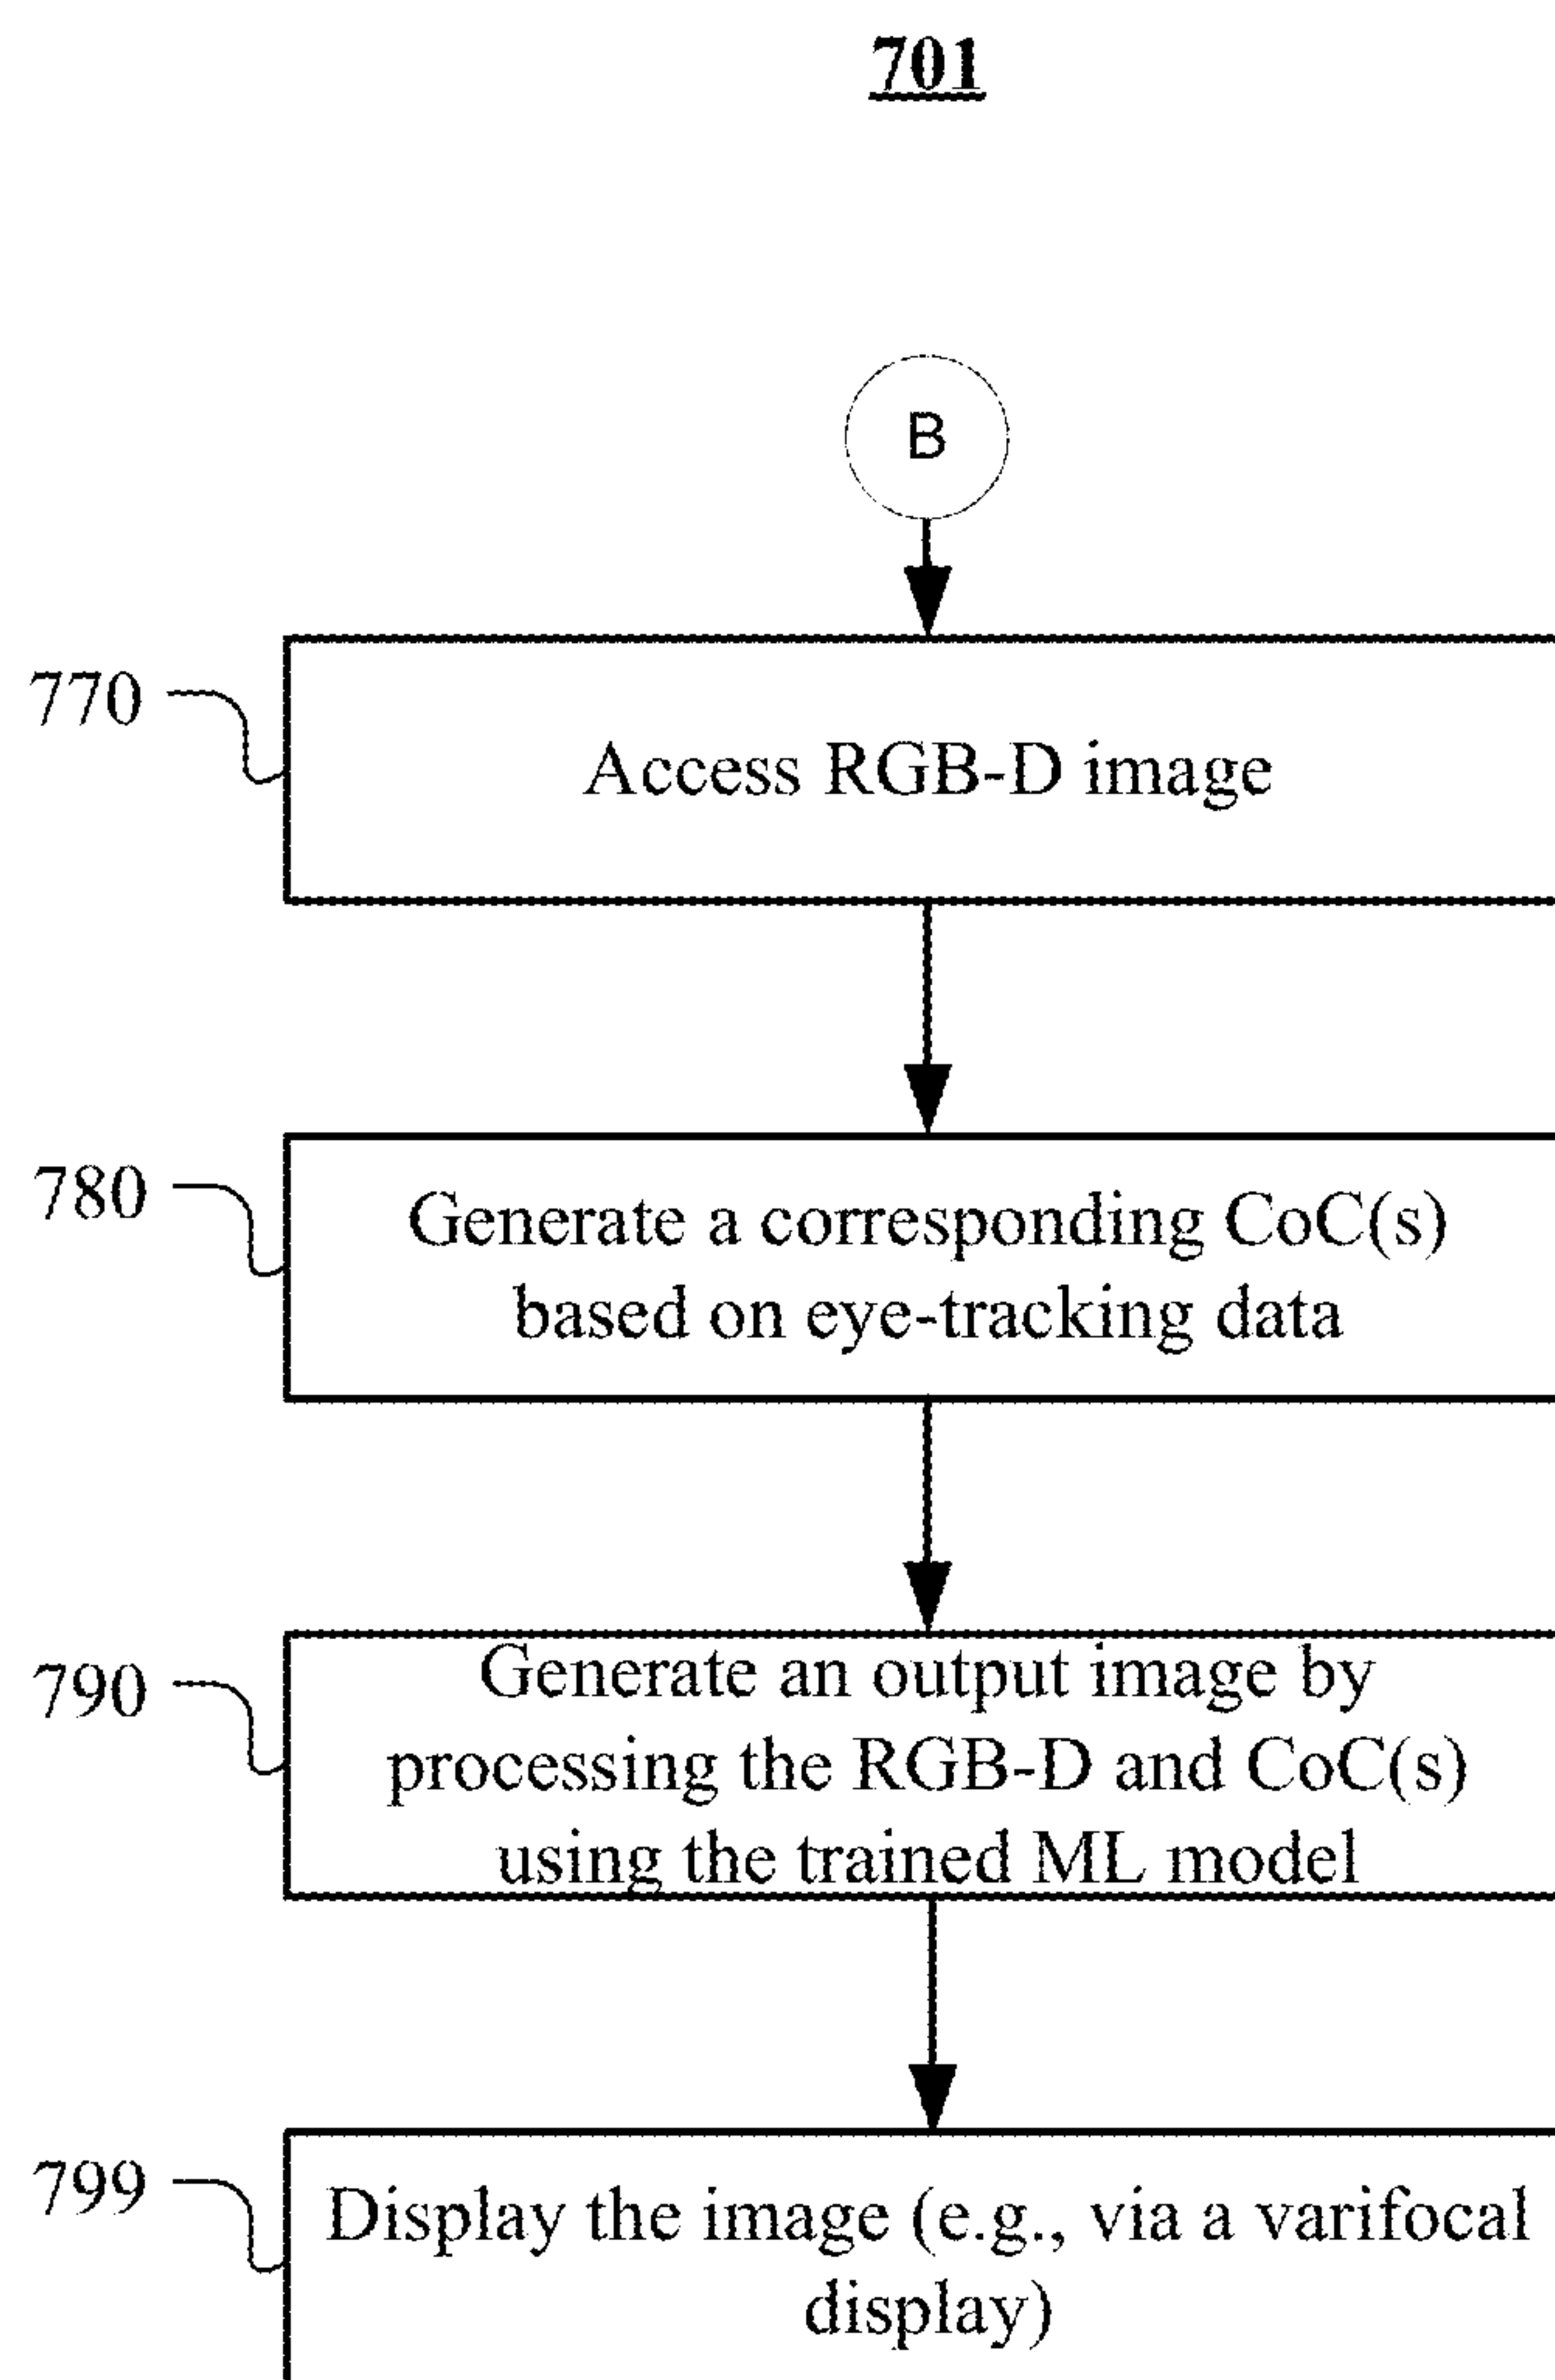 701
B
770
Access RGB-D image
780
Generate a corresponding CoC(s)
based on eye-tracking data
790
Generate an output image by
processing the RGB-D and CoC(s)
using the trained ML model
799
Display the image (e.g., via a varifocal
display)